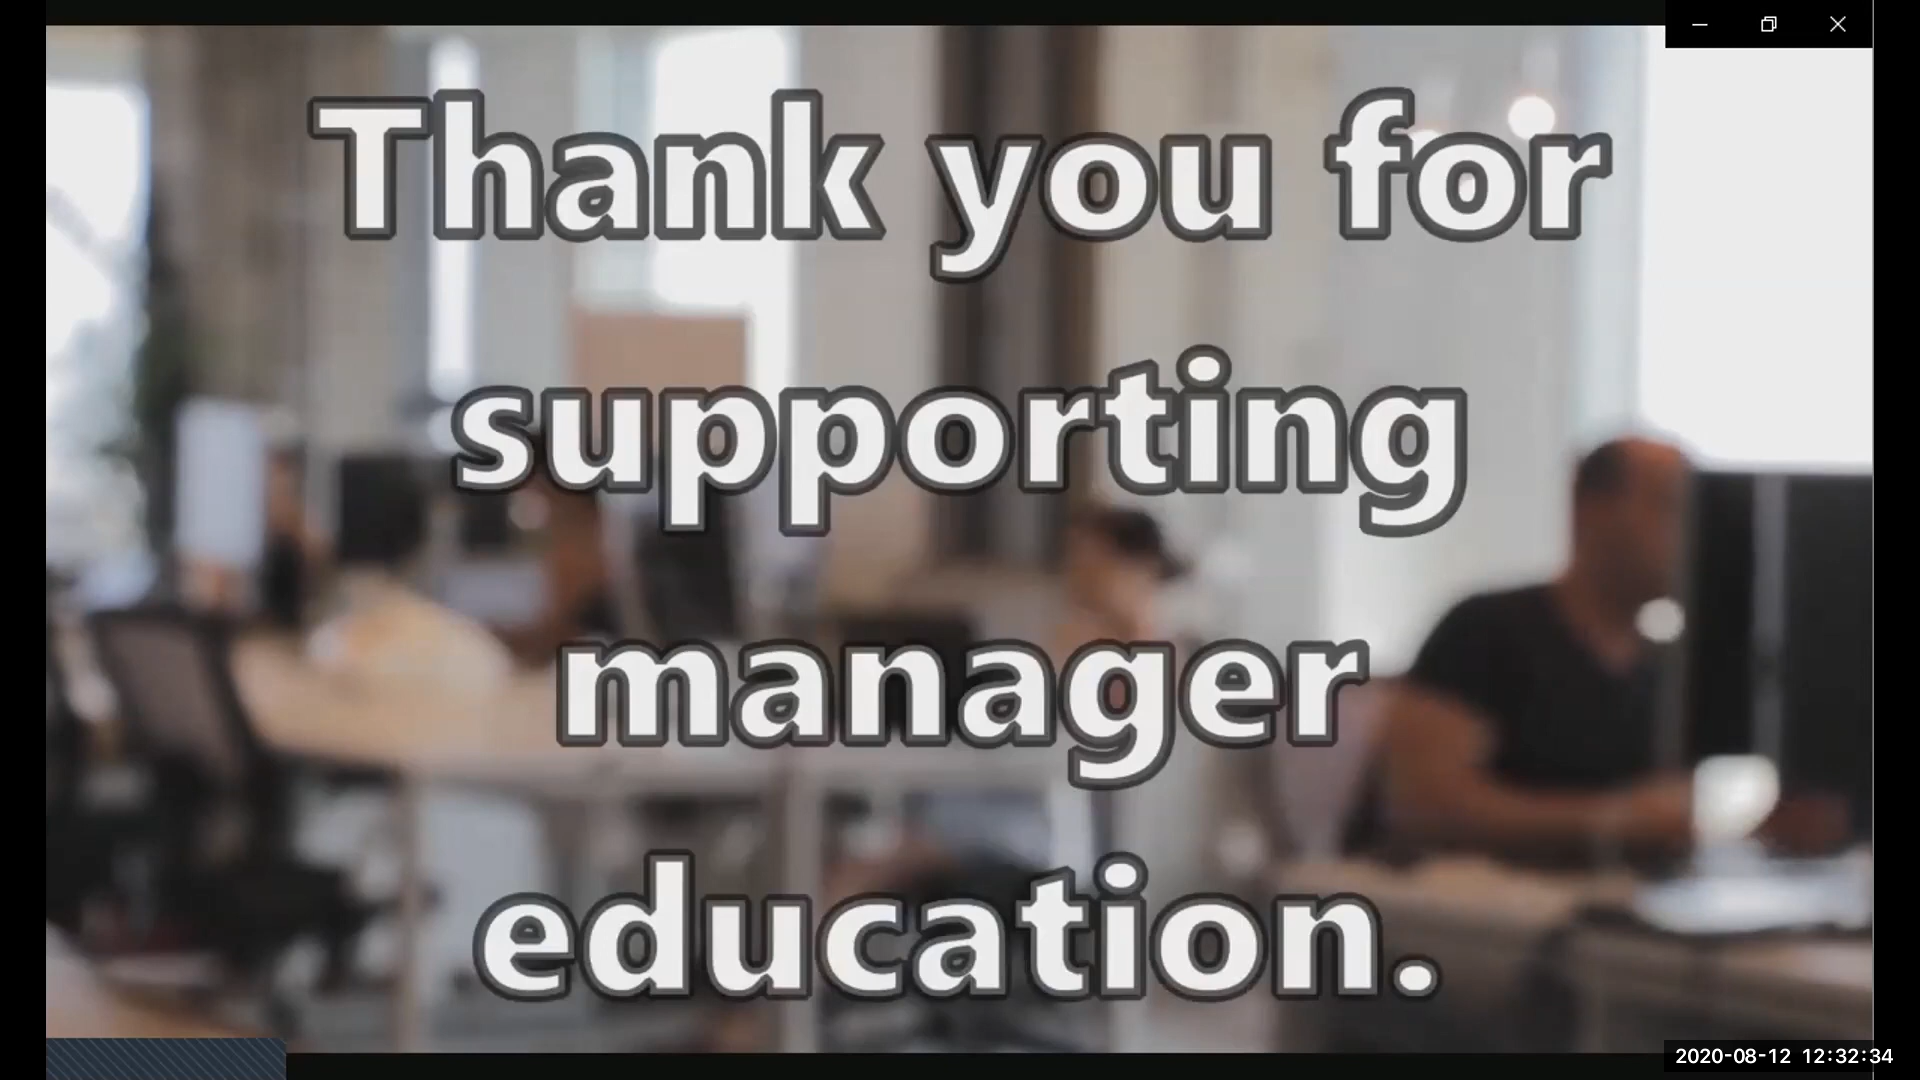 Thank you for
supporting
manager
education.
2020-08-12 12:32:34